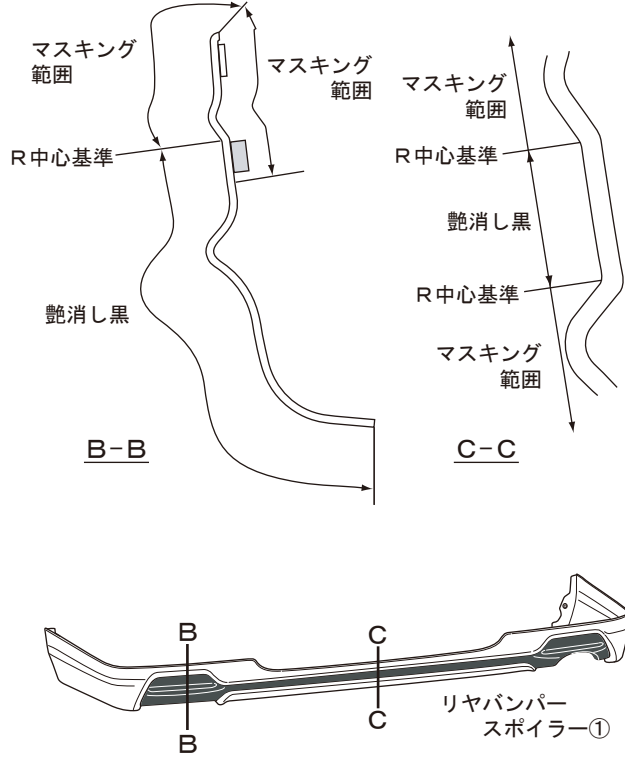 マスキング
範囲
マスキング
範囲
R中心基準
艶消し黒
B-B
マスキング
範囲
R中心基準
艶消し黒
R中心基準
マスキング
範囲
C-C
B
B
C
C
リヤバンパー
スポイラー①